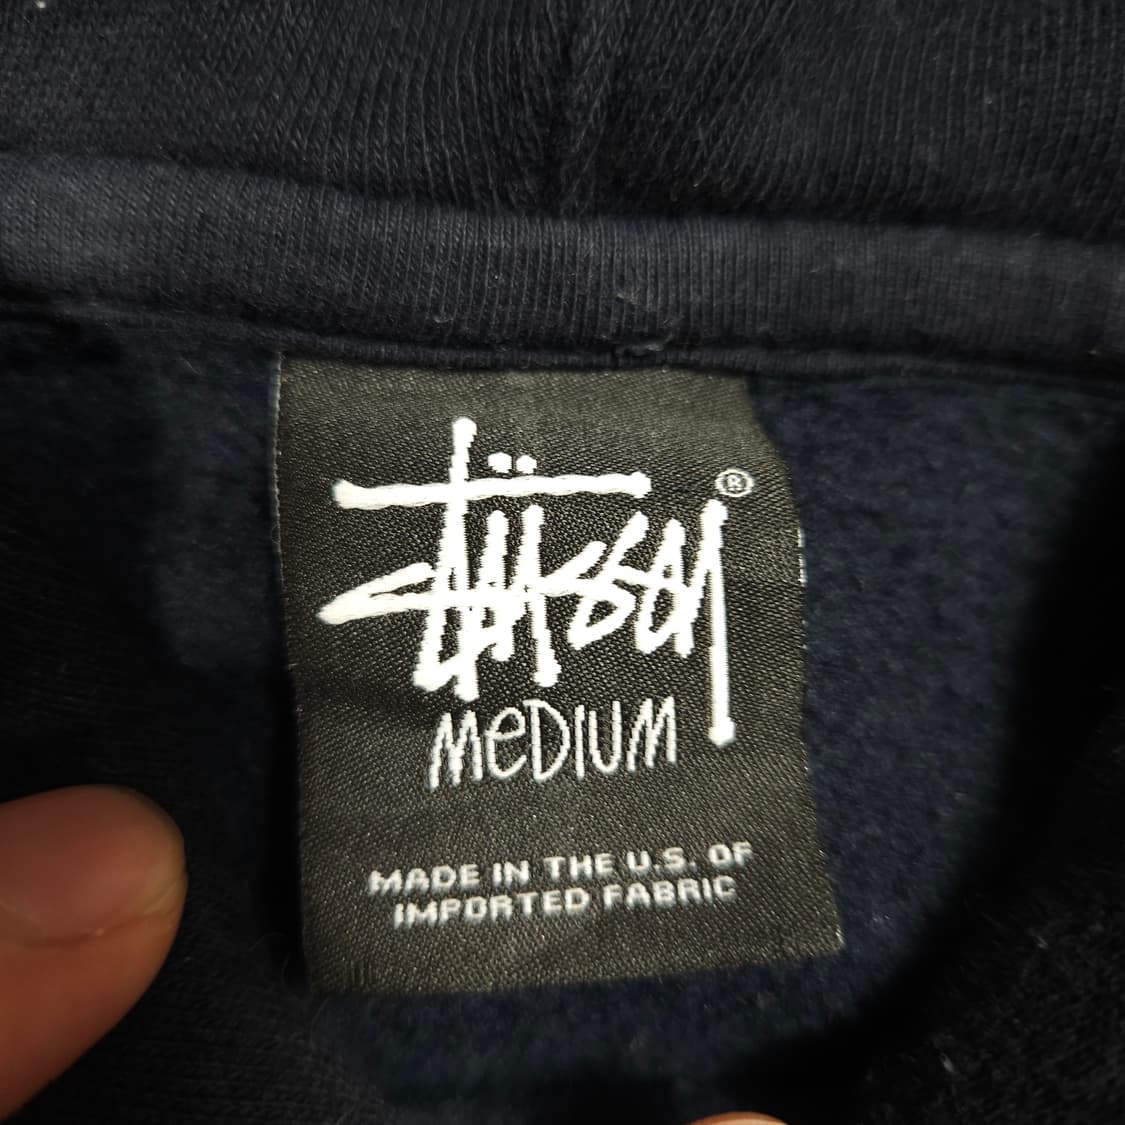 Stüssy ®
MeDIUM
MADE IN THE U.S. OF
IMPORTED FABRIC